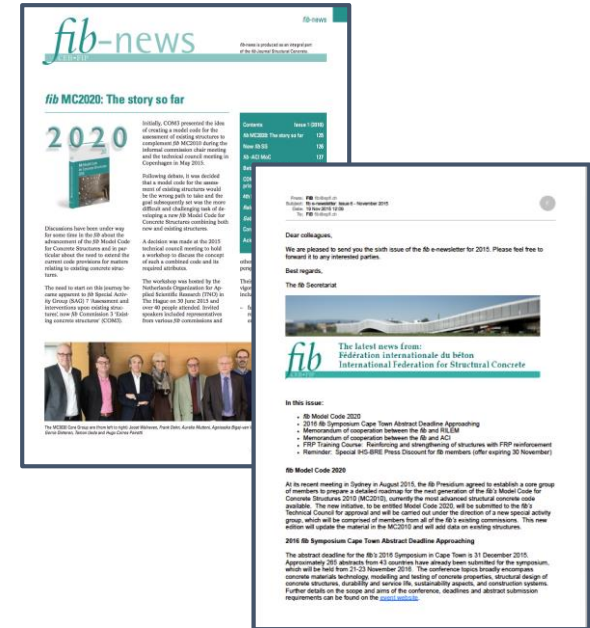 fib-news
fib-news
CEB-FIP
fib-news is produced as an integral part
of the fib Journal Structural Concrete.
fib MC2020: The story so far
2020
Discussions have been under way
for some time in the fib about the
advancement of the fib Model Code
for Concrete Structures and in par-
ticular about the need to extend the
current code provisions for matters
relating to existing concrete struc-
tures.
The need to start on this journey be-
came apparent to fib Special Activ-
ity Group (SAG) 7 'Assessment and
interventions upon existing struc-
tures', now fib Commission 3 'Exist-
ing concrete structures' (COM3).
Initially, COM3 presented the idea
of creating a model code for the
assessment of existing structures to
complement fib MC2010 during the
informal commission chair meeting
and the technical council meeting in
Copenhagen in May 2015.
Following debate, it was decided
that a model code for the assess-
ment of existing structures would
be the wrong path to take and the
goal subsequently set was the more
difficult and challenging task of de-
veloping a new fib Model Code for
Concrete Structures combining both
new and existing structures.
A decision was made at the 2015
technical council meeting to hold
a workshop to discuss the concept
of such a combined code and its
required attributes.
The workshop was hosted by the
Netherlands Organization for Ap-
plied Scientific Research (TNO) in
The Hague on 30 June 2015 and
over 40 people attended. Invited
speakers included representatives
from various fib commissions and
Contents Issue 1 (2016)
fib MC2020: The story so far 125
New fib SG 126
fib-ACI MoC 127
From: FIB
Subject: fib e-newsletter Issue 6 - November 2015
Date: 19 Nov 2015
To: FIB
Dear colleagues,
We are pleased to send you the sixth issue of the fib e-newsletter for 2015. Please feel free to
forward it to any interested parties.
Best regards,
The fib Secretariat
fib
CEB-FIP
The latest news from:
Fédération internationale du béton
International Federation for Structural Concrete
In this issue:
• fib Model Code 2020
• 2016 fib Symposium Cape Town Abstract Deadline Approaching
• Memorandum of cooperation between the fib and RILEM
• Memorandum of cooperation between the fib and ACI
• FRP Training Course: Reinforcing and strengthening of structures with FRP reinforcement
• Reminder: Special IHS-BRE Press Discount for fib members (offer expiring 30 November)
fib Model Code 2020
At its recent meeting in Sydney in August 2015, the fib Presidium agreed to establish a core group
of members to prepare a detailed roadmap for the next generation of the fib's Model Code for
Concrete Structures 2010 (MC2010), currently the most advanced structural concrete code
available. The new initiative, to be entitled Model Code 2020, will be submitted to the fib's
Technical Council for approval and will be carried out under the direction of a new special activity
group, which will be comprised of members from all of the fib's existing commissions. This new
edition will update the material in the MC2010 and will add data on existing structures.
2016 fib Symposium Cape Town Abstract Deadline Approaching
The abstract deadline for the fib's 2016 Symposium in Cape Town is 31 December 2015.
Approximately 265 abstracts from 43 countries have already been submitted for the symposium,
which will be held from 21-23 November 2016. The conference topics broadly encompass
concrete materials technology, modelling and testing of concrete properties, structural design of
concrete structures, durability and service life, sustainability aspects, and construction systems.
Further details on the scope and aims of the conference, deadlines and abstract submission
requirements can be found on the event website.